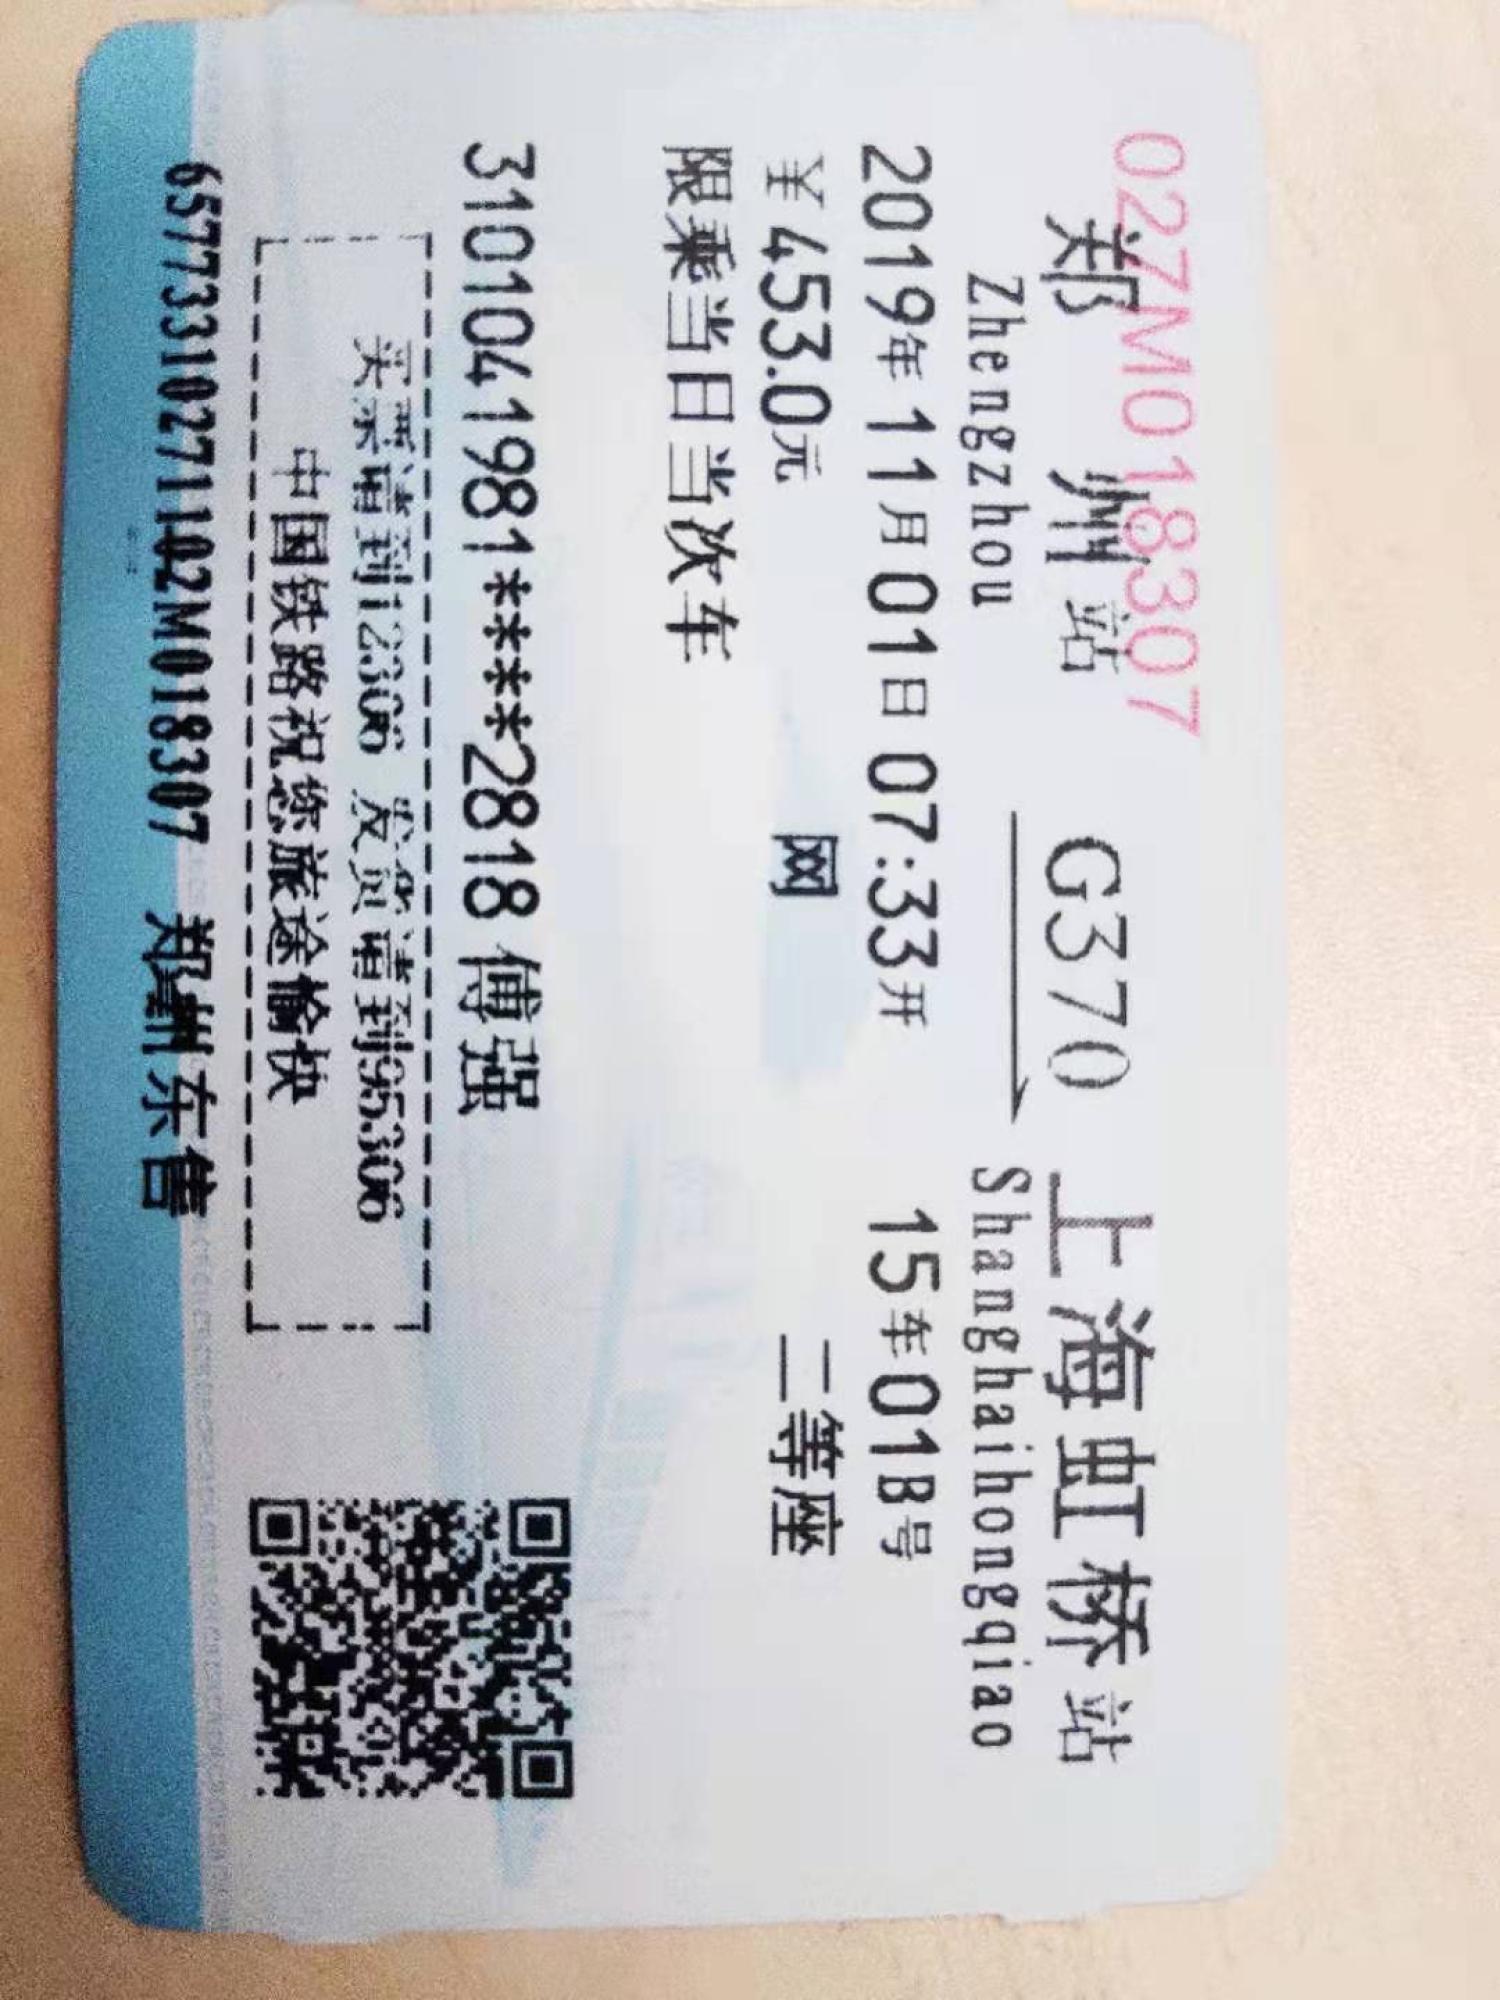 027M018307
郑州站 G370 上海虹桥站
Zhengzhou Shanghaihongqiao
2019年11月01日07:33开 15车01B号
￥453.0元 网 二等座
限乘当日当次车
3101041981****2818傅强
买票请到12306 发货请到95306
中国铁路祝您旅途愉快
65773310271102M018307 郑州东售